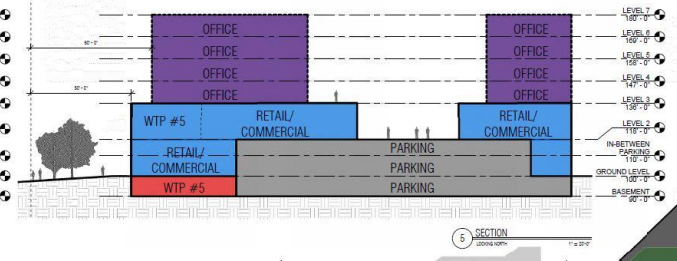 LEVEL 7
180' - 0"
OFFICE OFFICE
LEVEL 6
169' - 0"
OFFICE OFFICE
LEVEL 5
158' - 0"
OFFICE OFFICE
LEVEL 4
147' - 0"
OFFICE OFFICE
LEVEL 3
136' - 0"
WTP #5
RETAIL/
COMMERCIAL
RETAIL/
COMMERCIAL
LEVEL 2
118' - 0"
RETAIL/
COMMERCIAL
PARKING
IN-BETWEEN
PARKING
110' - 0"
PARKING
GROUND LEVEL
100' - 0"
WTP #5
PARKING
BASEMENT
90' - 0"
5
SECTION
LOOKING NORTH